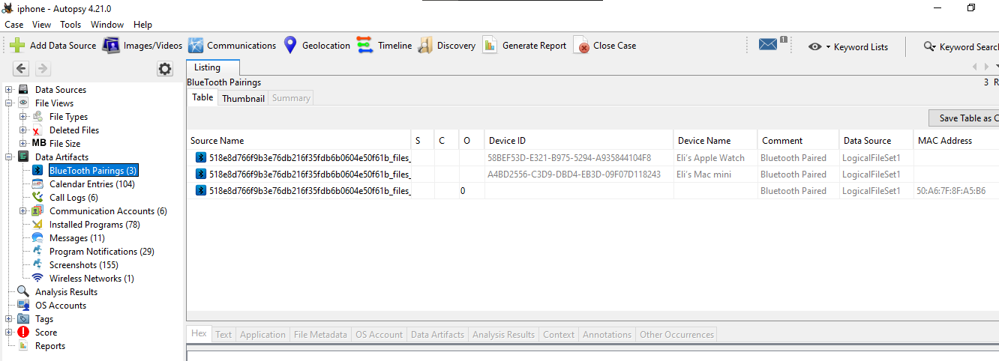 iphone - Autopsy 4.21.0
Case View Tools Window Help
Add Data Source Images/Videos Communications Geolocation Timeline Discovery Generate Report Close Case 1 Keyword Lists Keyword Searc
Listing
BlueTooth Pairings 3 R
Table Thumbnail Summary
Save Table as C
Source Name S C O Device ID Device Name Comment Data Source MAC Address
518e8d766f9b3e76db216f35fdb6b0604e50f61b_files_ 58BEF53D-E321-B975-5294-A935844104F8 Eli's Apple Watch Bluetooth Paired LogicalFileSet1
518e8d766f9b3e76db216f35fdb6b0604e50f61b_files_ A4BD2556-C3D9-DBD4-EB3D-09F07D118243 Eli's Mac mini Bluetooth Paired LogicalFileSet1
518e8d766f9b3e76db216f35fdb6b0604e50f61b_files_ 0 Bluetooth Paired LogicalFileSet1 50:A6:7F:8F:A5:B6
Data Sources
File Views
File Types
Deleted Files
MB File Size
Data Artifacts
BlueTooth Pairings (3)
Calendar Entries (104)
Call Logs (6)
Communication Accounts (6)
Installed Programs (78)
Messages (11)
Program Notifications (29)
Screenshots (155)
Wireless Networks (1)
Analysis Results
OS Accounts
Tags
Score
Reports
Hex Text Application File Metadata OS Account Data Artifacts Analysis Results Context Annotations Other Occurrences